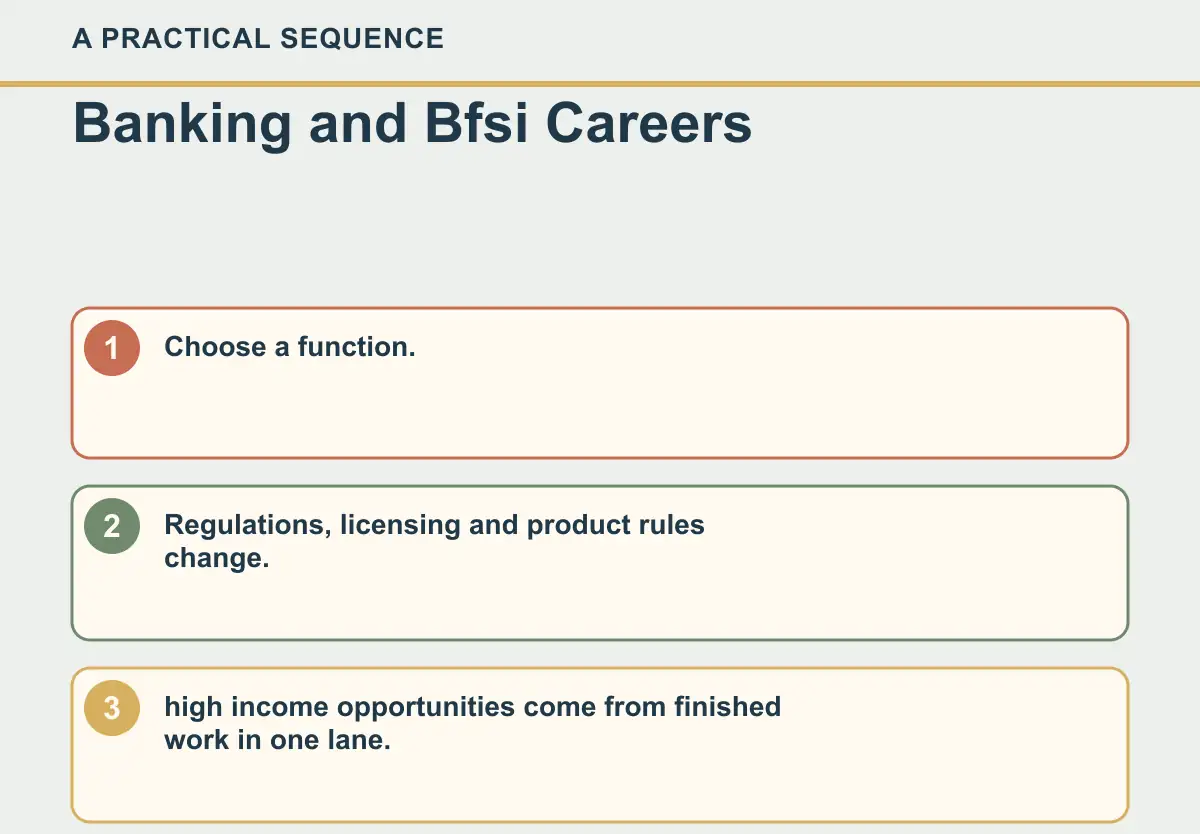 A PRACTICAL SEQUENCE
Banking and Bfsi Careers
1
Choose a function.
2
Regulations, licensing and product rules
change.
3
high income opportunities come from finished
work in one lane.